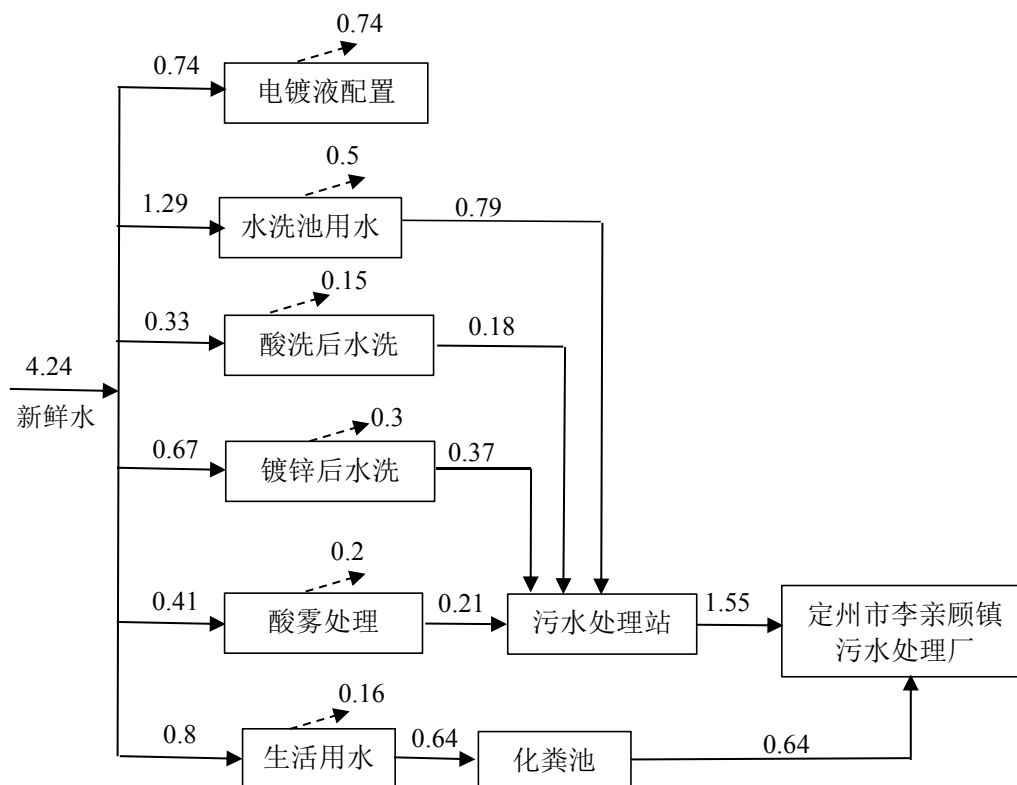 0.74
0.74
电镀液配置
0.5
1.29
水洗池用水
0.79
0.15
0.33
酸洗后水洗
0.18
4.24
新鲜水
0.3
0.67
镀锌后水洗
0.37
0.2
0.41
酸雾处理
0.21
污水处理站
1.55
定州市李亲顾镇
污水处理厂
0.16
0.8
生活用水
0.64
化粪池
0.64